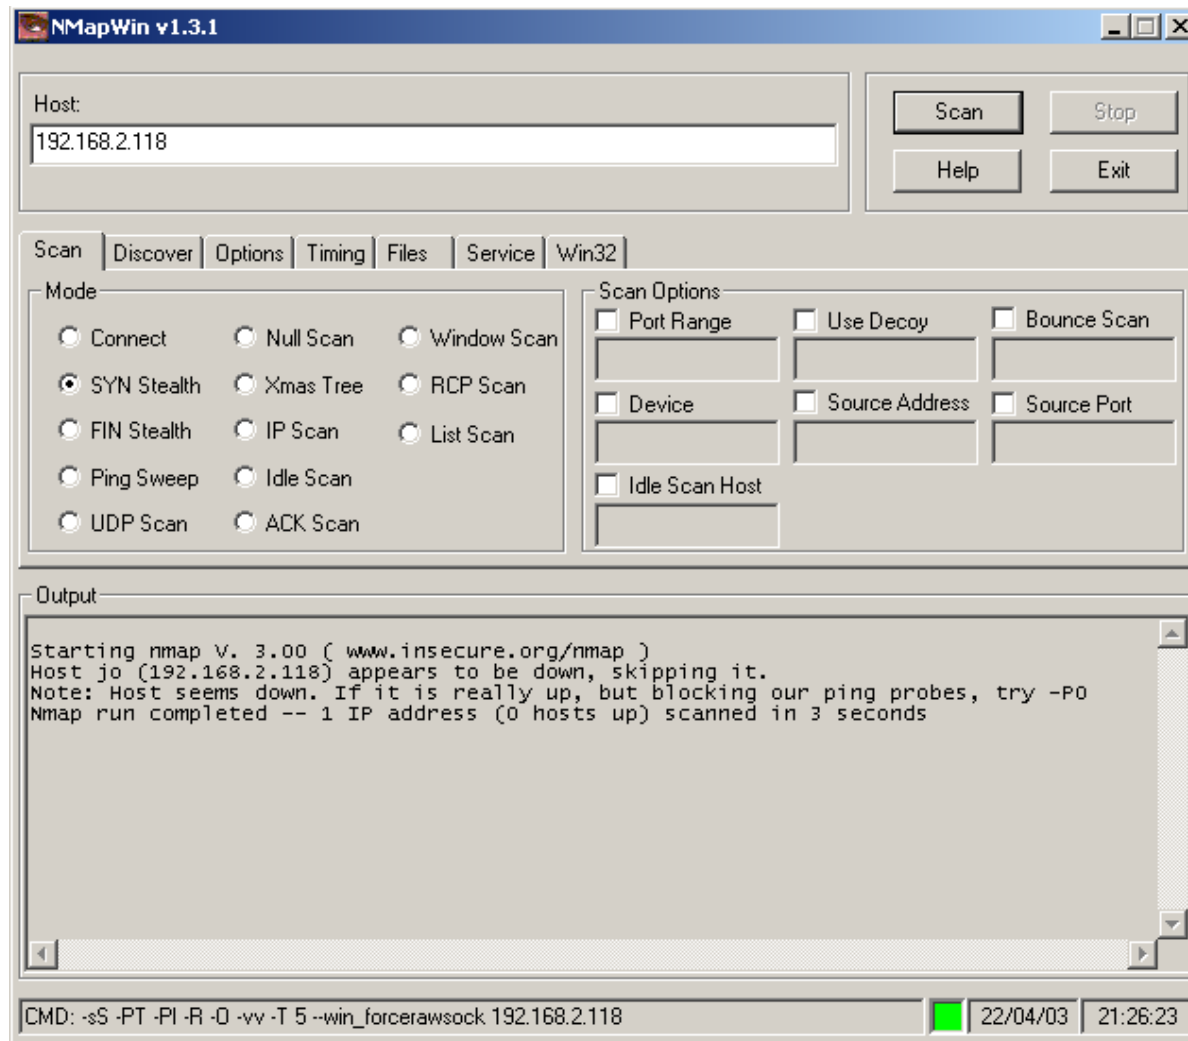 NMapWin v1.3.1
Host:
192.168.2.118
Scan
Stop
Help
Exit
Scan
Discover
Options
Timing
Files
Service
Win32
Mode
Connect
Null Scan
Window Scan
SYN Stealth
Xmas Tree
RCP Scan
FIN Stealth
IP Scan
List Scan
Ping Sweep
Idle Scan
UDP Scan
ACK Scan
Scan Options
Port Range
Use Decoy
Bounce Scan
Device
Source Address
Source Port
Idle Scan Host
Output
Starting nmap V. 3.00 ( www.insecure.org/nmap )
Host jo (192.168.2.118) appears to be down, skipping it.
Note: Host seems down. If it is really up, but blocking our ping probes, try -P0
Nmap run completed -- 1 IP address (0 hosts up) scanned in 3 seconds
CMD: -sS -PT -PI -R -O -vv -T 5 --win_forcerawsock 192.168.2.118
22/04/03
21:26:23